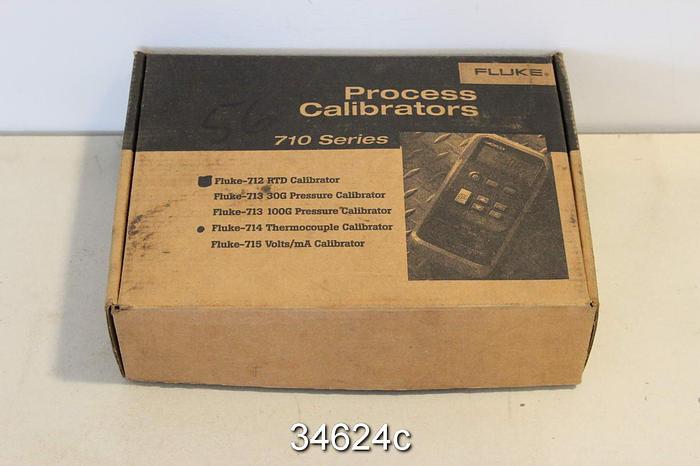 FLUKE®
Process
Calibrators
56
710 Series
Fluke-712 RTD Calibrator
Fluke-713 30G Pressure Calibrator
Fluke-713 100G Pressure Calibrator
Fluke-714 Thermocouple Calibrator
Fluke-715 Volts/mA Calibrator
34624c